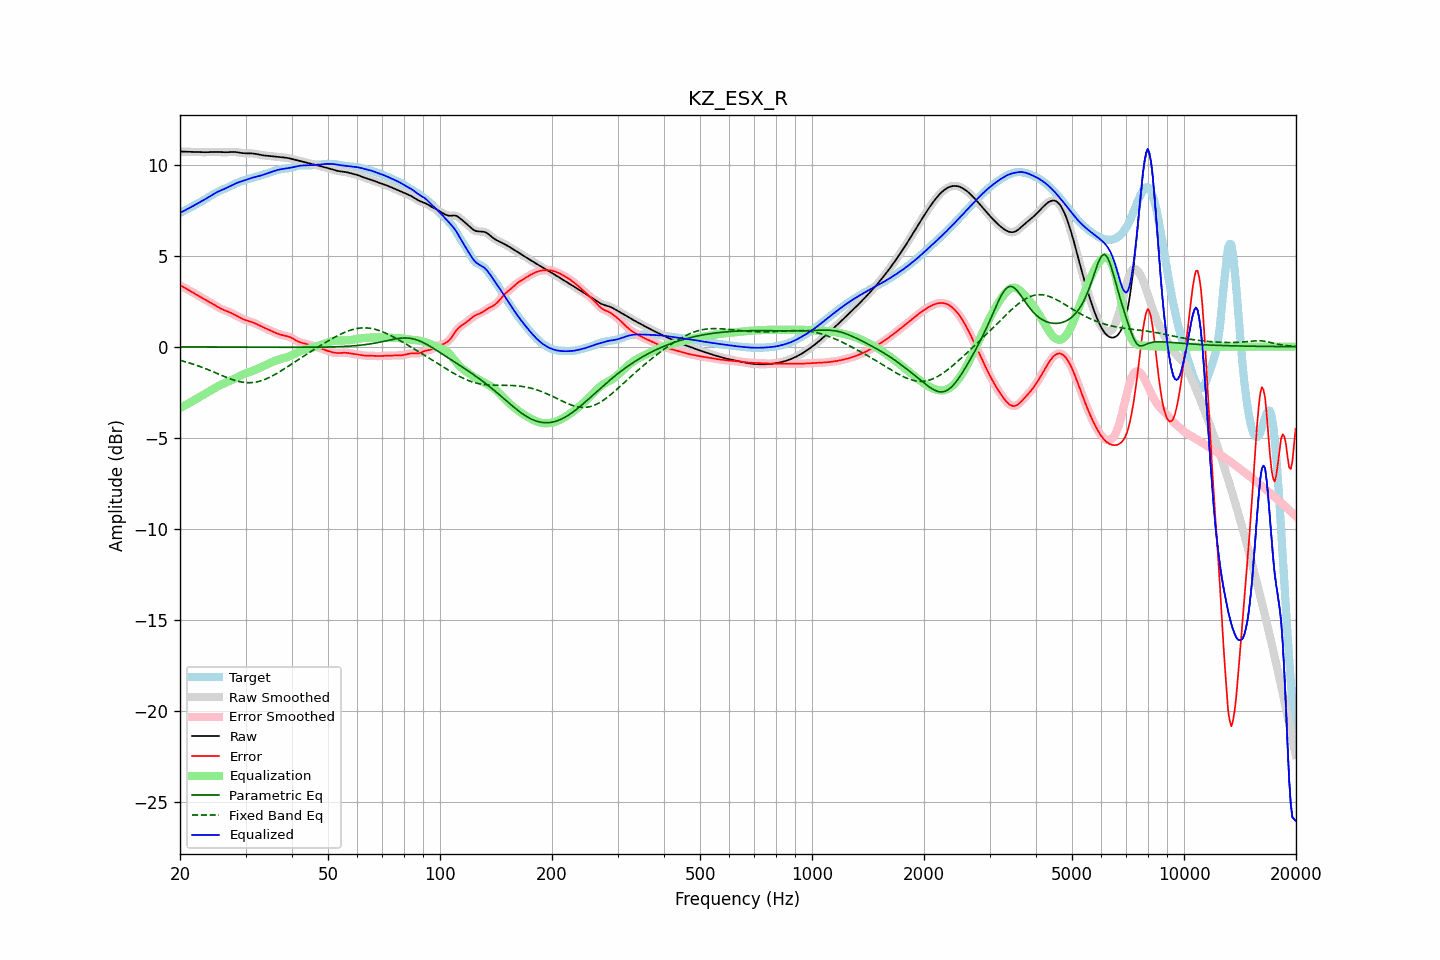 KZ_ESX_R
Amplitude (dBr)
10
5
0
−5
−10
−15
−20
−25
Target
Raw Smoothed
Error Smoothed
Raw
Error
Equalization
Parametric Eq
Fixed Band Eq
Equalized
20 50 100 200 500 1000 2000 5000 10000 20000
Frequency (Hz)